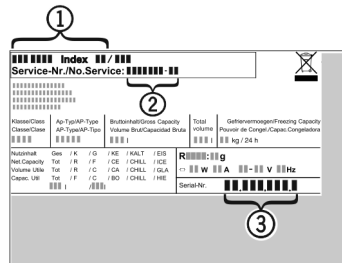 1
Index /
Service-Nr./No.Service: -
2
Klasse/Class Ap-Typ/AP-Type Bruttoinhalt/Gross Capacity Total Gefriervermoegen/Freezing Capacity
Classe/Clase AP-Type/AP-Tipo Volume Brut/Capacidad Bruta volume Pouvoir de Congel./Capac.Congeladora
l l kg / 24 h
Nutzinhalt Ges / K / G / KE / KALT / EIS R : g
Net.Capacity Tot / R / F / CE / CHILL / ICE W A - V Hz
Volume Utile Tot / F / C / CA / CHILL / GLA
Capac. Util Tot / F / C / BO / CHILL / HIE Serial-Nr. . . .
l / l
3